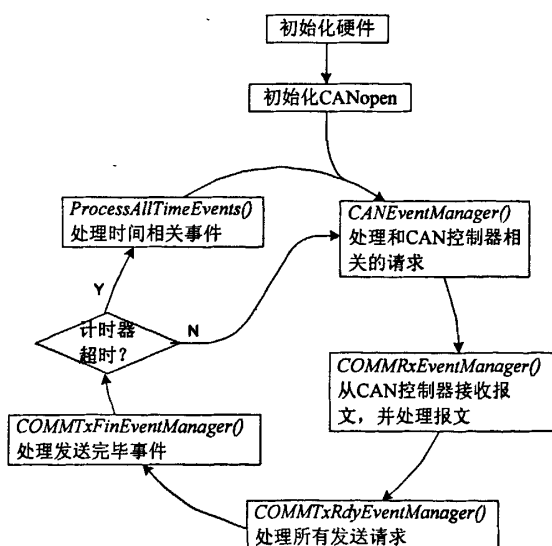 初始化硬件
初始化CANopen
ProcessAllTimeEvents()
处理时间相关事件
CANEventManager()
处理和CAN控制器相
关的请求
Y
计时器
超时?
N
COMMRxEventManager()
从CAN控制器接收报
文，并处理报文
COMMTxFinEventManager()
处理发送完毕事件
COMMTxRdyEventManager()
处理所有发送请求